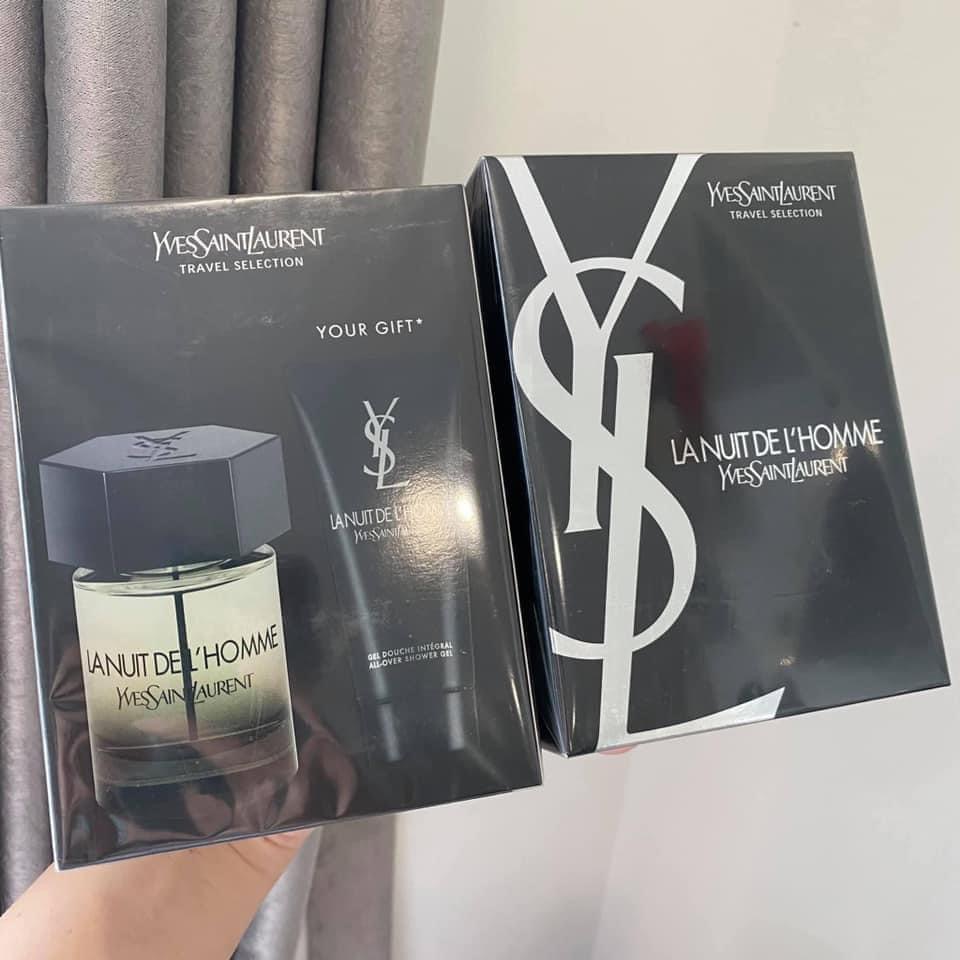 YVESSAINTLAURENT
TRAVEL SELECTION
YOUR GIFT*
YSL
LA NUIT DE L'HOMME
YVESSAINTLAURENT
GEL DOUCHE INTÉGRAL
ALL-OVER SHOWER GEL
LA NUIT DE L'HOMME
YVESSAINTLAURENT
YVESSAINTLAURENT
TRAVEL SELECTION
YSL
LA NUIT DE L'HOMME
YVESSAINTLAURENT